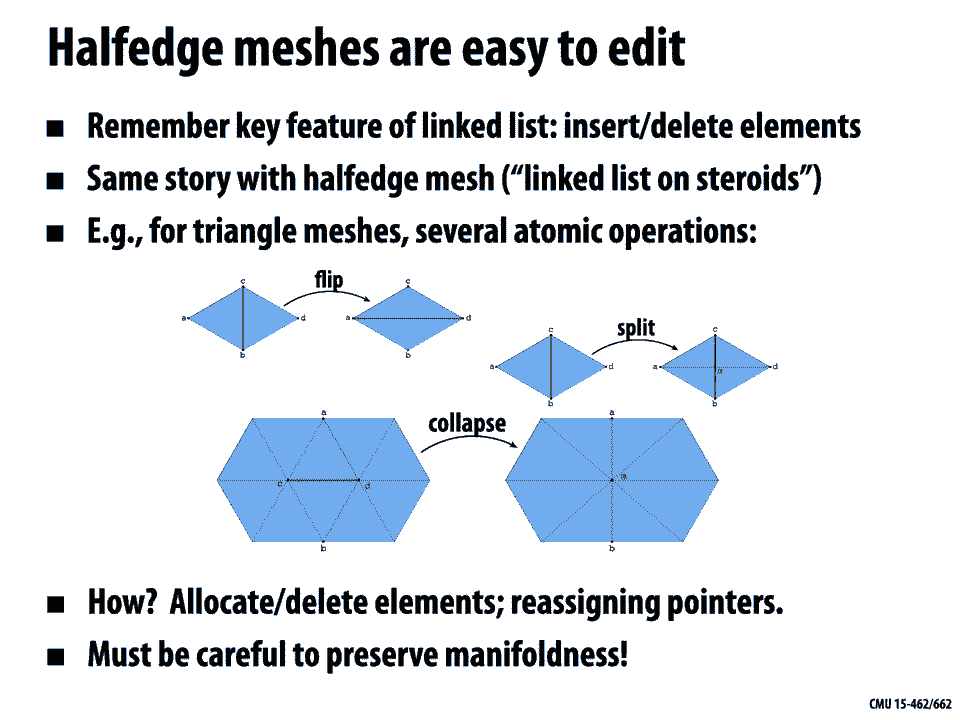 Halfedge meshes are easy to edit
■ Remember key feature of linked list: insert/delete elements
■ Same story with halfedge mesh (“linked list on steroids”)
■ E.g., for triangle meshes, several atomic operations:
flip
c
a
d
b
c
a
d
b
split
c
a
d
b
c
a
m
d
b
collapse
a
c
d
b
a
m
b
■ How? Allocate/delete elements; reassigning pointers.
■ Must be careful to preserve manifoldness!
CMU 15-462/662